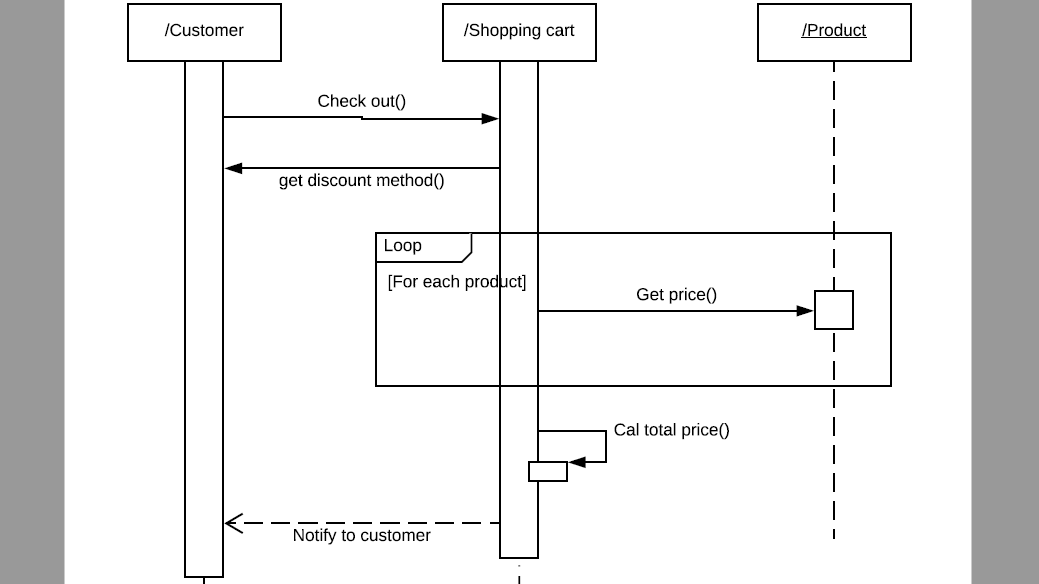 /Customer
/Shopping cart
/Product
Check out()
get discount method()
Loop
[For each product]
Get price()
Cal total price()
Notify to customer